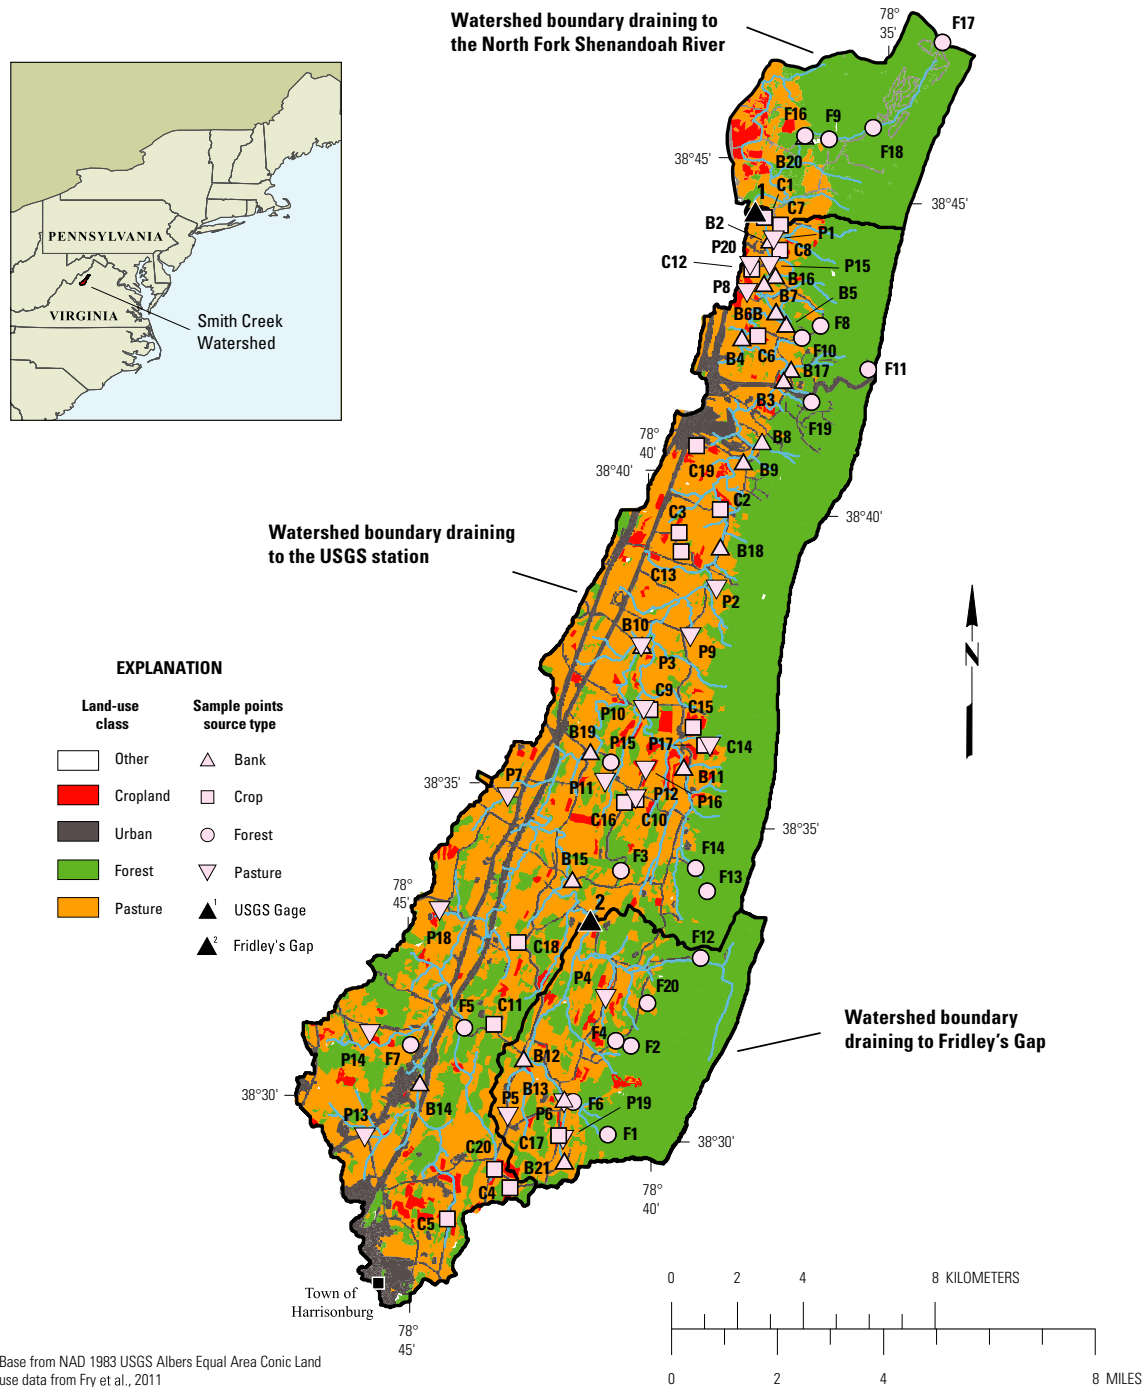 Watershed boundary draining to
the North Fork Shenandoah River
78°
35'
F17
F16
F9
F18
B20
38°45'
38°45'
1
C1
C7
B2
P1
P20
C8
C12
P15
P8
B16
B7
B5
B6B
F8
B4
C6
F10
B17
F11
B3
F19
78°
40'
38°40'
B8
C19
B9
C2
C3
38°40'
B18
C13
P2
B10
P9
P3
C9
P10
C15
B19
P15
P17
C14
B11
P7
38°35'
P11
P12
P16
C16
C10
38°35'
F14
B15
F3
F13
78°
45'
2
P18
C18
F12
P4
F20
F5
C11
F4
F2
P14
F7
B12
38°30'
B13
B14
P5
P6
F6
P19
P13
C17
F1
C20
B21
38°30'
C4
C5
78°
40'
78°
45'
Town of
Harrisonburg
PENNSYLVANIA
VIRGINIA
Smith Creek
Watershed
Watershed boundary draining
to the USGS station
Watershed boundary
draining to Fridley's Gap
N
EXPLANATION
Land-use
class
Other
Cropland
Urban
Forest
Pasture
Sample points
source type
Bank
Crop
Forest
Pasture
1 USGS Gage
2 Fridley's Gap
0 2 4 8 KILOMETERS
0 2 4 8 MILES
Base from NAD 1983 USGS Albers Equal Area Conic Land
use data from Fry et al., 2011